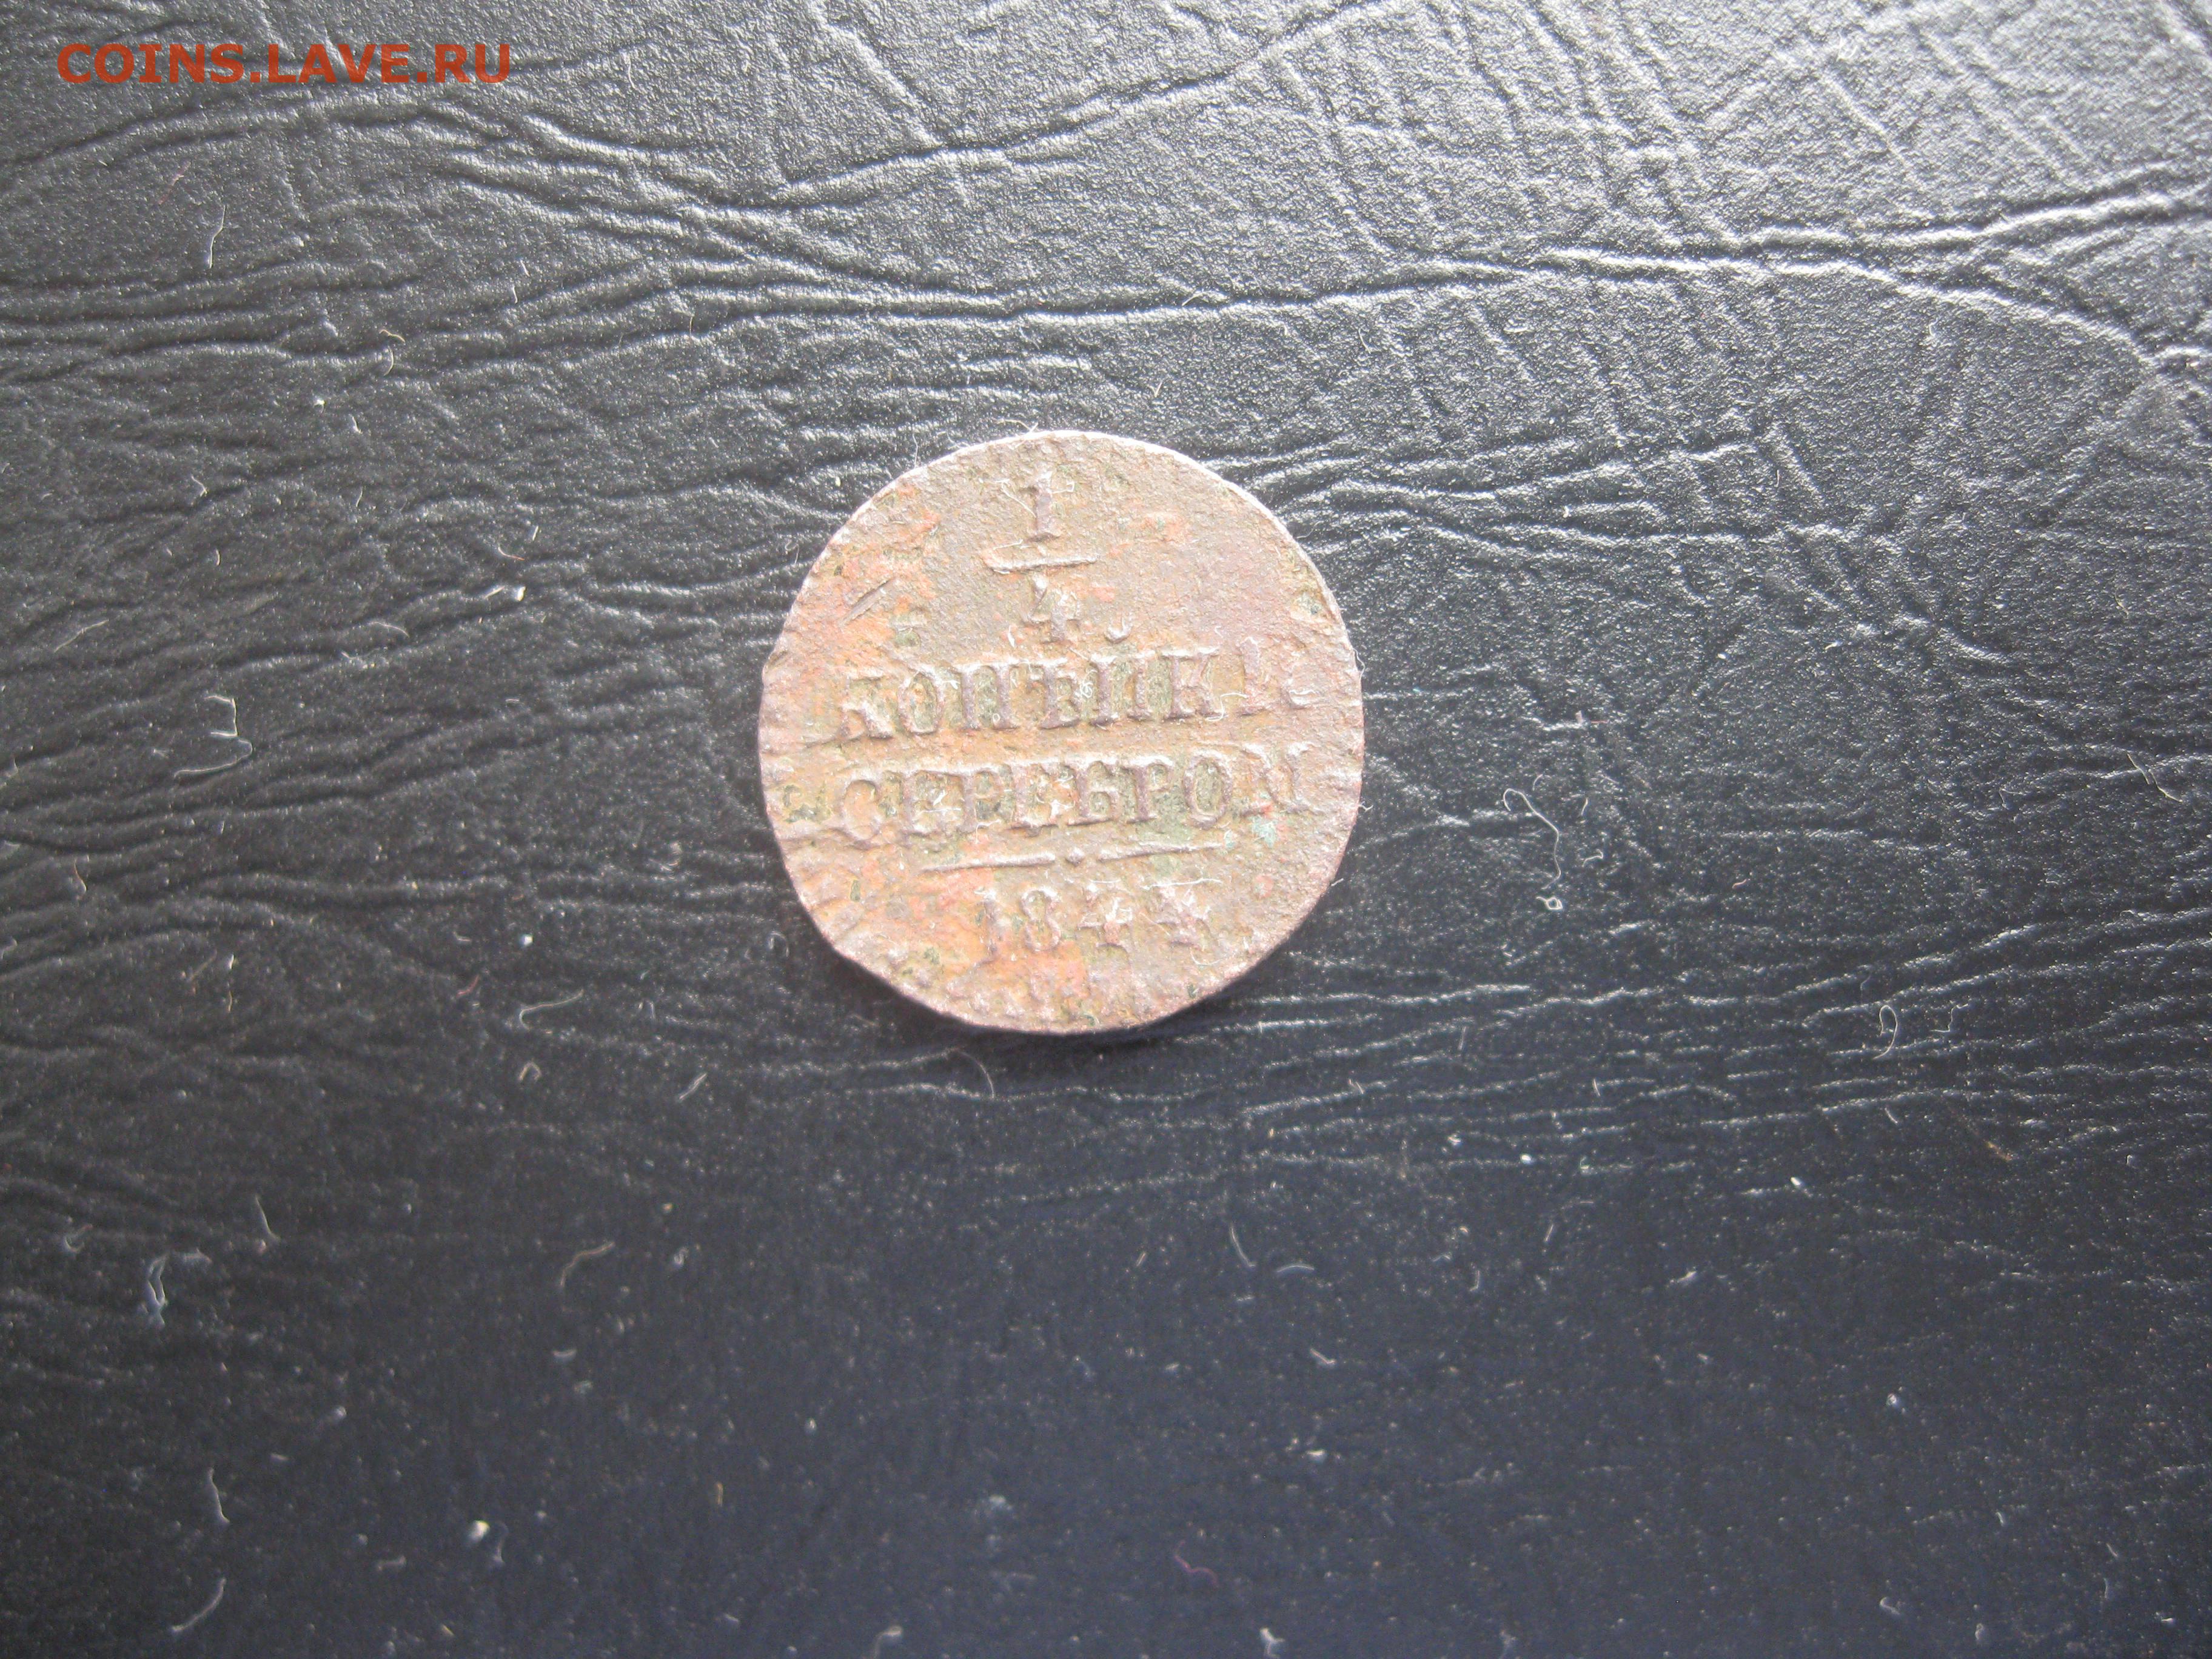 COINS.LAVE.RU
1
4
КОПѢЙКИ
СЕРЕБРОМ
1844